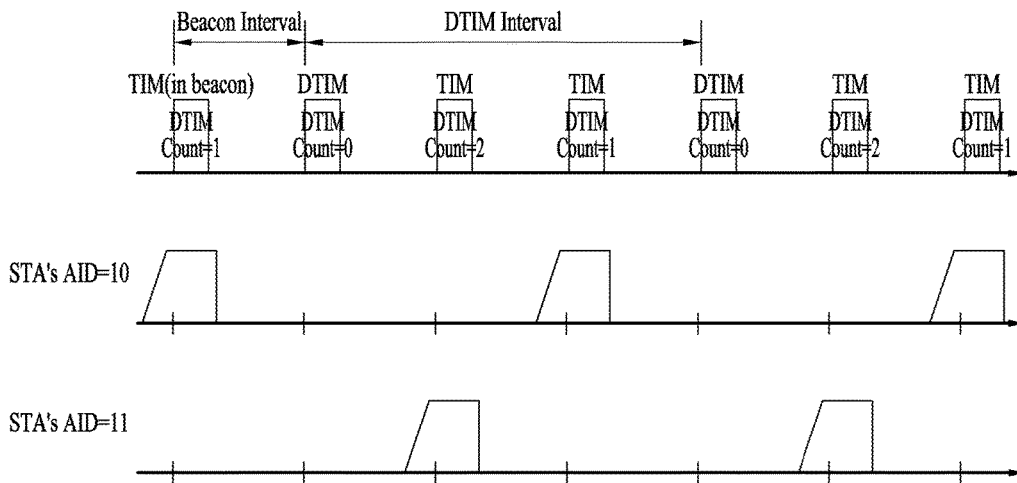 Beacon Interval DTIM Interval
TIM(in beacon) DTIM TIM TIM DTIM TIM TIM
DTIM DTIM DTIM DTIM DTIM DTIM DTIM
Count=1 Count=0 Count=2 Count=1 Count=0 Count=2 Count=1
STA's AID=10
STA's AID=11